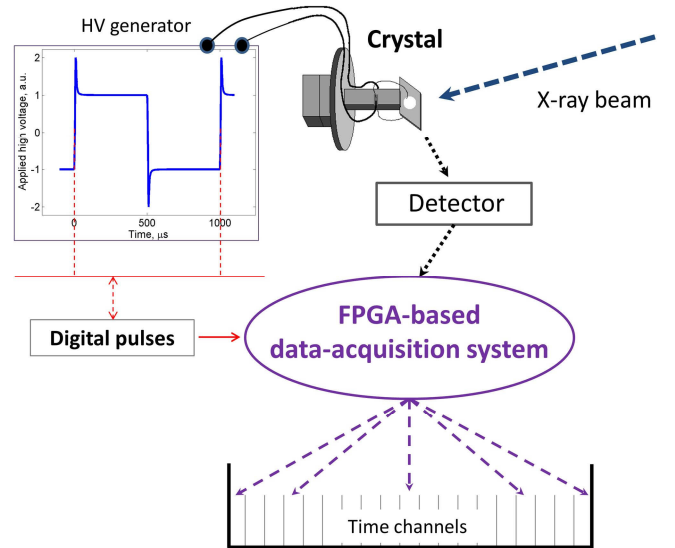 HV generator
Crystal
X-ray beam
Applied high voltage, a.u.
2
1
0
-1
-2
0
500
1000
Time, μs
Detector
Digital pulses
FPGA-based
data-acquisition system
Time channels